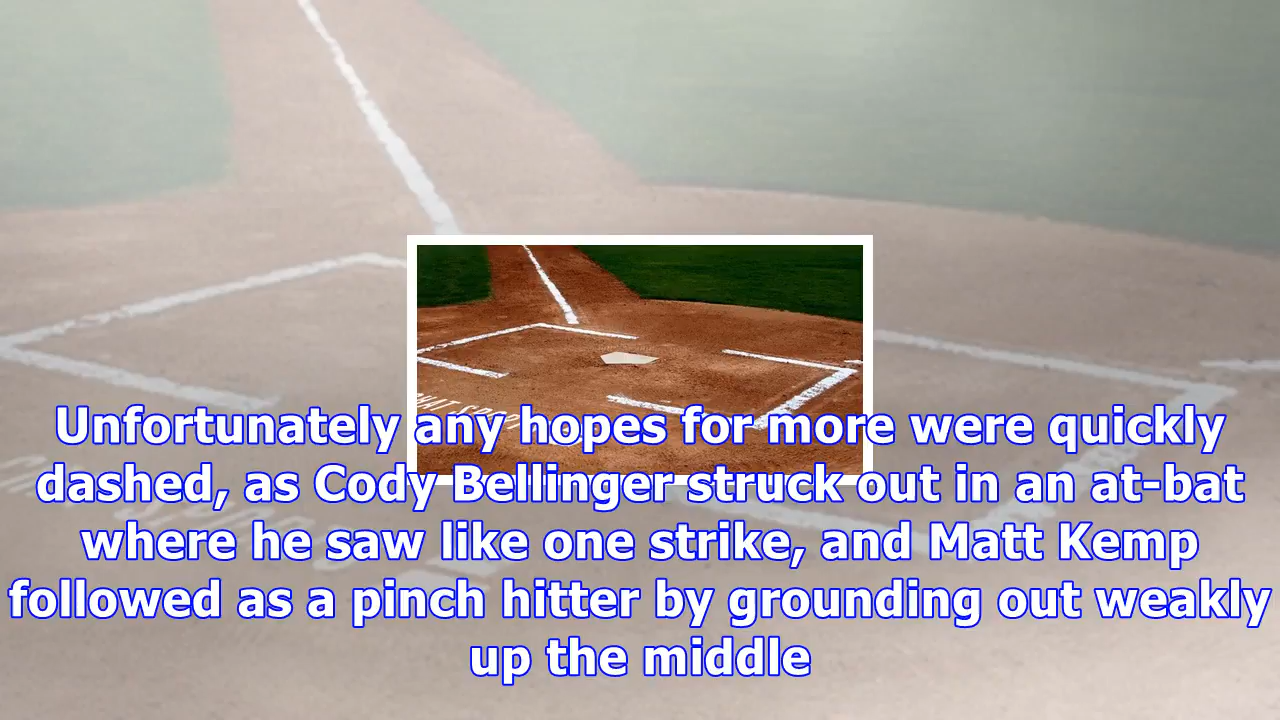 Unfortunately any hopes for more were quickly
dashed, as Cody Bellinger struck out in an at-bat
where he saw like one strike, and Matt Kemp
followed as a pinch hitter by grounding out weakly
up the middle